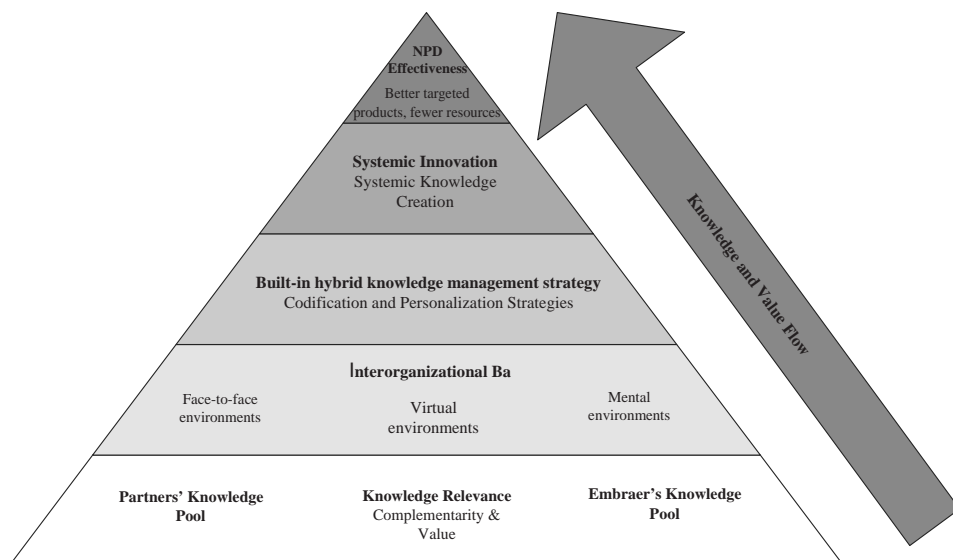 NPD
Effectiveness
Better targeted
products, fewer resources
Systemic Innovation
Systemic Knowledge
Creation
Built-in hybrid knowledge management strategy
Codification and Personalization Strategies
Interorganizational Ba
Face-to-face
environments
Virtual
environments
Mental
environments
Partners' Knowledge
Pool
Knowledge Relevance
Complementarity &
Value
Embraer's Knowledge
Pool
Knowledge and Value Flow